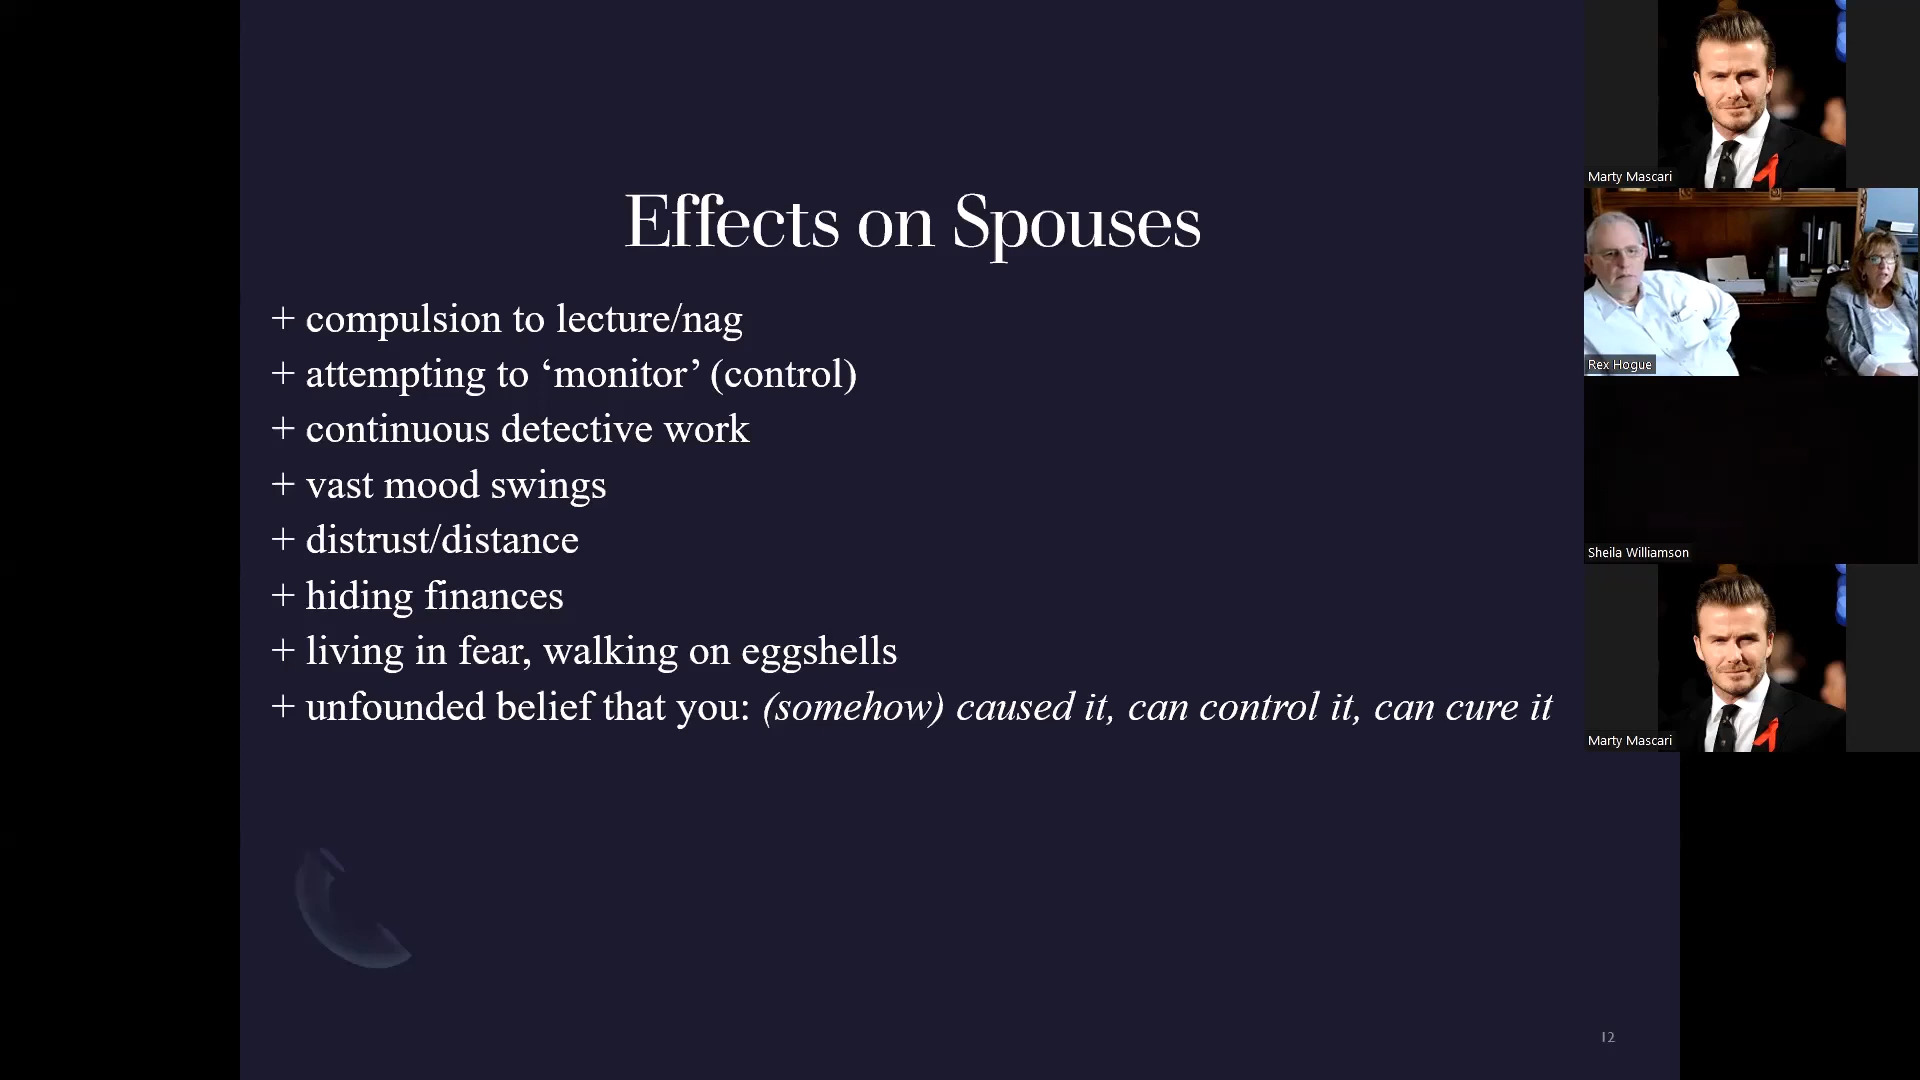 Effects on Spouses
+ compulsion to lecture/nag
+ attempting to ‘monitor’ (control)
+ continuous detective work
+ vast mood swings
+ distrust/distance
+ hiding finances
+ living in fear, walking on eggshells
+ unfounded belief that you: (somehow) caused it, can control it, can cure it
12
Marty Mascari
Rex Hogue
Sheila Williamson
Marty Mascari